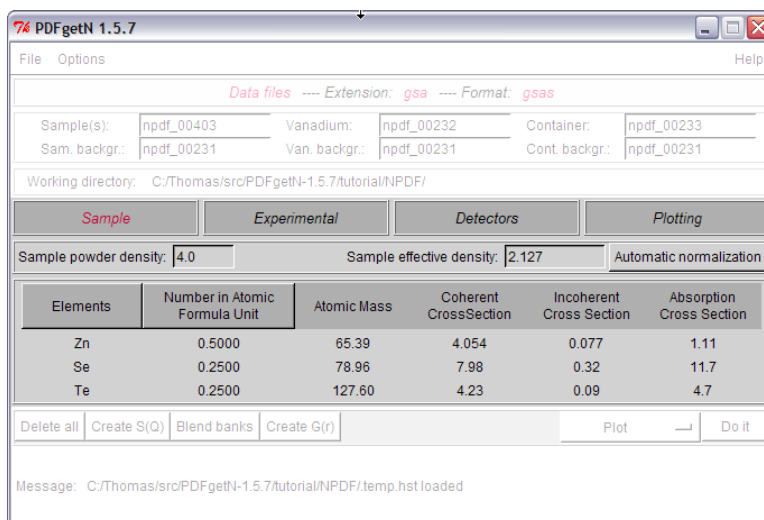 PDFgetN 1.5.7
File Options Help
Data files ---- Extension: gsa ---- Format: gsas
Sample(s): npdf_00403 Vanadium: npdf_00232 Container: npdf_00233
Sam. backgr.: npdf_00231 Van. backgr.: npdf_00231 Cont. backgr.: npdf_00231
Working directory: C:/Thomas/src/PDFgetN-1.5.7/tutorial/NPDF/
Sample Experimental Detectors Plotting
Sample powder density: 4.0 Sample effective density: 2.127 Automatic normalization
Elements Number in Atomic Formula Unit Atomic Mass Coherent CrossSection Incoherent Cross Section Absorption Cross Section
Zn 0.5000 65.39 4.054 0.077 1.11
Se 0.2500 78.96 7.98 0.32 11.7
Te 0.2500 127.60 4.23 0.09 4.7
Delete all Create S(Q) Blend banks Create G(r) Plot Do it
Message: C:/Thomas/src/PDFgetN-1.5.7/tutorial/NPDF/.temp.hst loaded